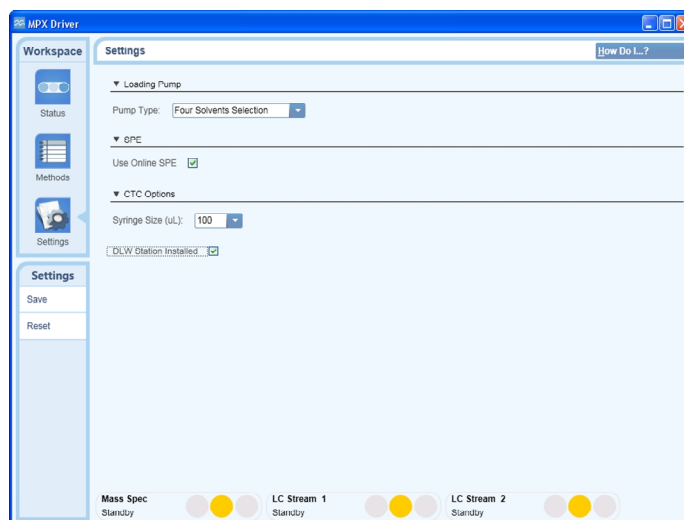 MPX Driver
Workspace
Status
Methods
Settings
Settings
Save
Reset
Settings
How Do I...?
Loading Pump
Pump Type: Four Solvents Selection
SPE
Use Online SPE
CTC Options
Syringe Size (uL): 100
DLW Station Installed
Mass Spec
Standby
LC Stream 1
Standby
LC Stream 2
Standby